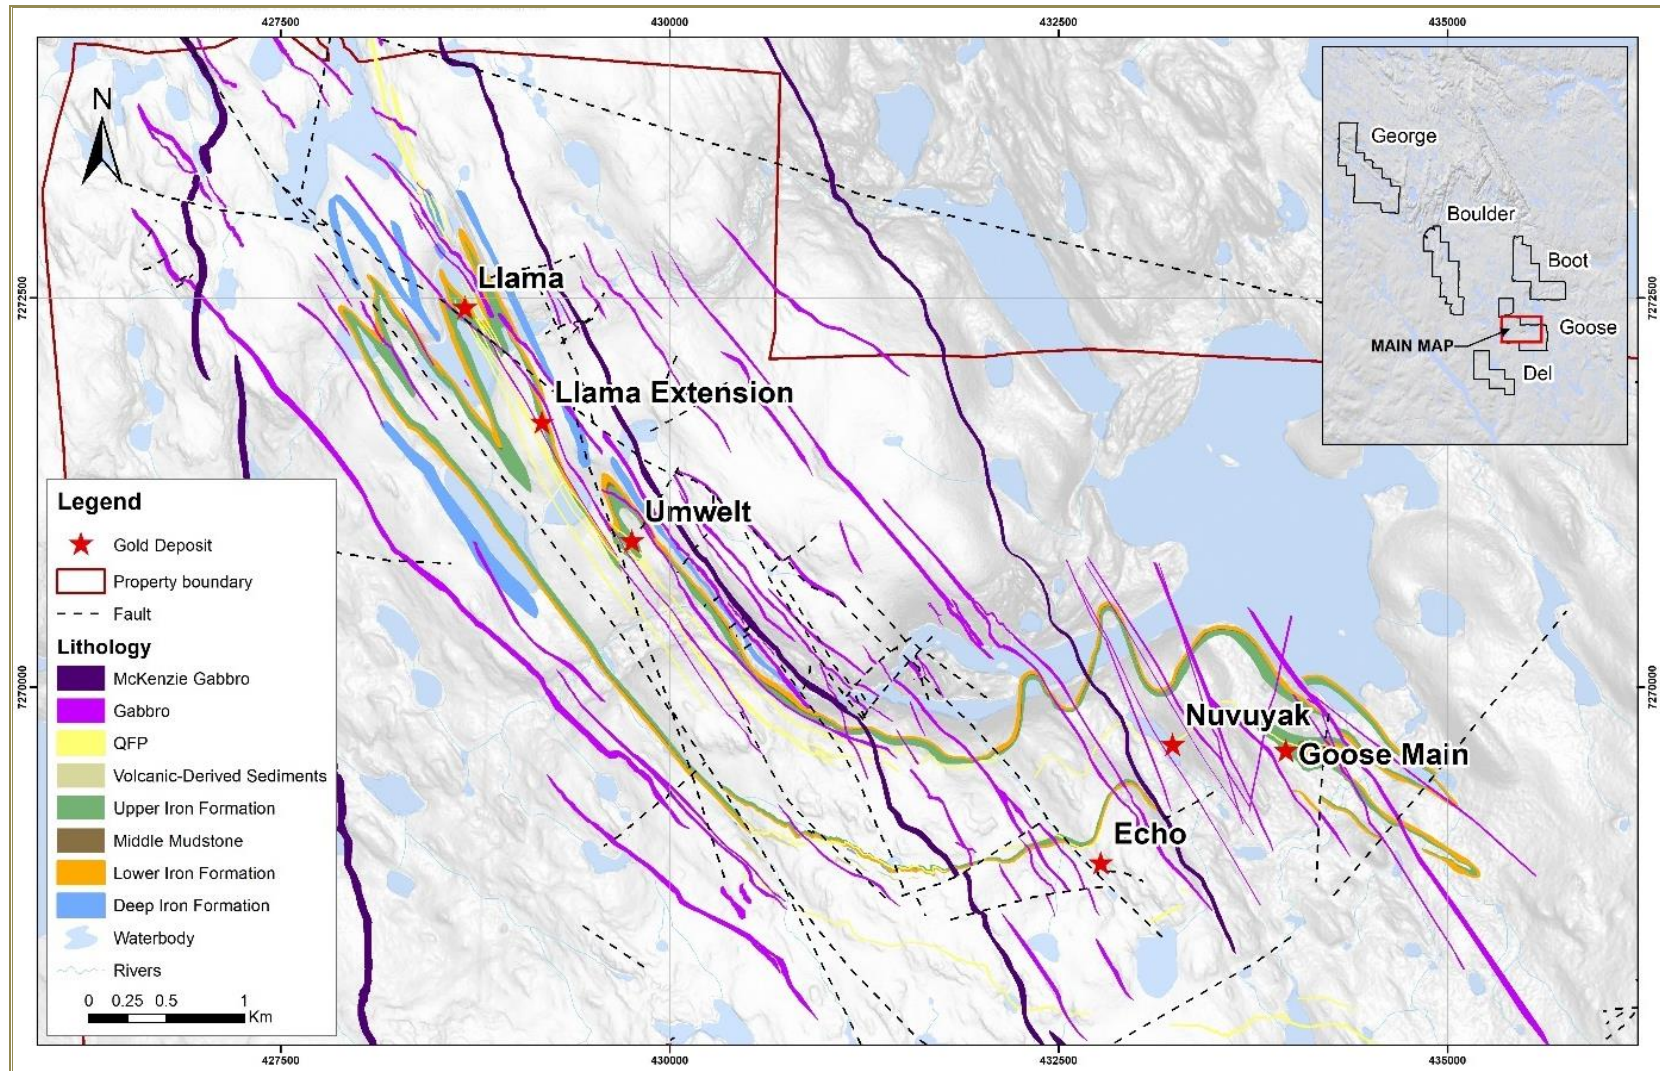 427500
430000
432500
435000
N
George
Boulder
Boot
Goose
MAIN MAP
Del
7272500
7272500
Llama
Llama Extension
Umwelt
Nuvuyak
Goose Main
Echo
7270000
7270000
Legend
Gold Deposit
Property boundary
Fault
Lithology
McKenzie Gabbro
Gabbro
QFP
Volcanic-Derived Sediments
Upper Iron Formation
Middle Mudstone
Lower Iron Formation
Deep Iron Formation
Waterbody
Rivers
0 0.25 0.5 1
Km
427500
430000
432500
435000